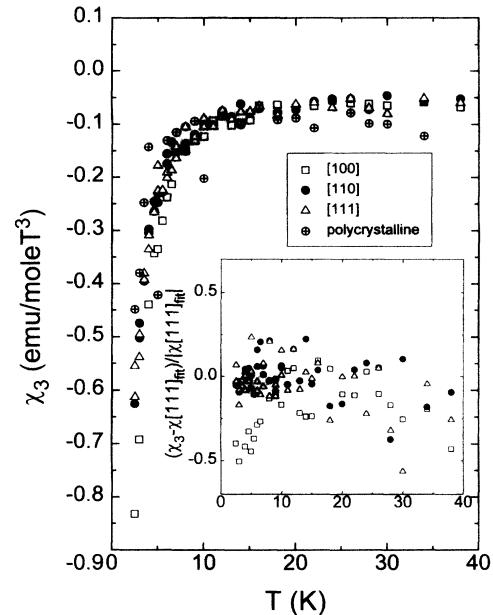 0.1
0.0
-0.1
-0.2
-0.3
-0.4
-0.5
-0.6
-0.7
-0.8
-0.9
χ₃ (emu/moleT³)
[100]
[110]
[111]
polycrystalline
0.5
0.0
-0.5
(χ₃-χ[111]fit)/|χ[111]fit|
0 10 20 30 40
0 10 20 30 40
T (K)